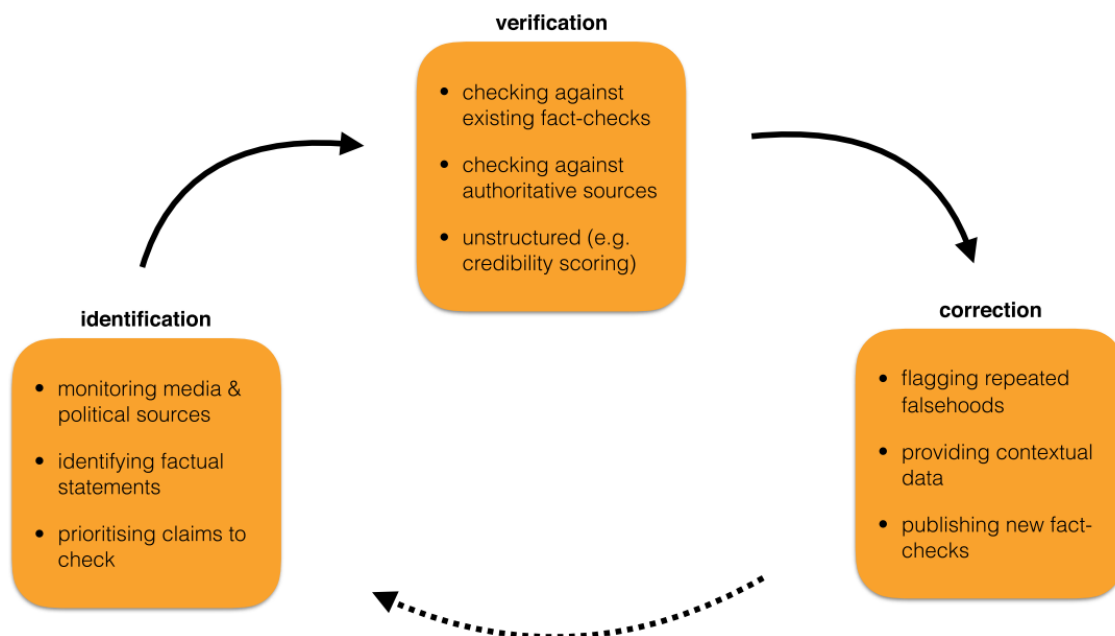 verification
• checking against
existing fact-checks
• checking against
authoritative sources
• unstructured (e.g.
credibility scoring)
identification
• monitoring media &
political sources
• identifying factual
statements
• prioritising claims to
check
correction
• flagging repeated
falsehoods
• providing contextual
data
• publishing new fact-
checks